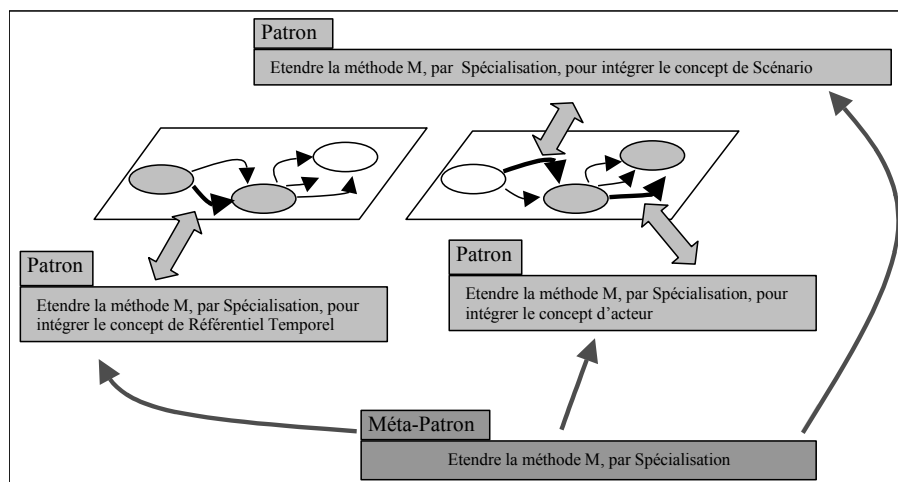 Patron
Etendre la méthode M, par Spécialisation, pour intégrer le concept de Scénario
Patron
Etendre la méthode M, par Spécialisation, pour
intégrer le concept de Référentiel Temporel
Patron
Etendre la méthode M, par Spécialisation, pour
intégrer le concept d’acteur
Méta-Patron
Etendre la méthode M, par Spécialisation